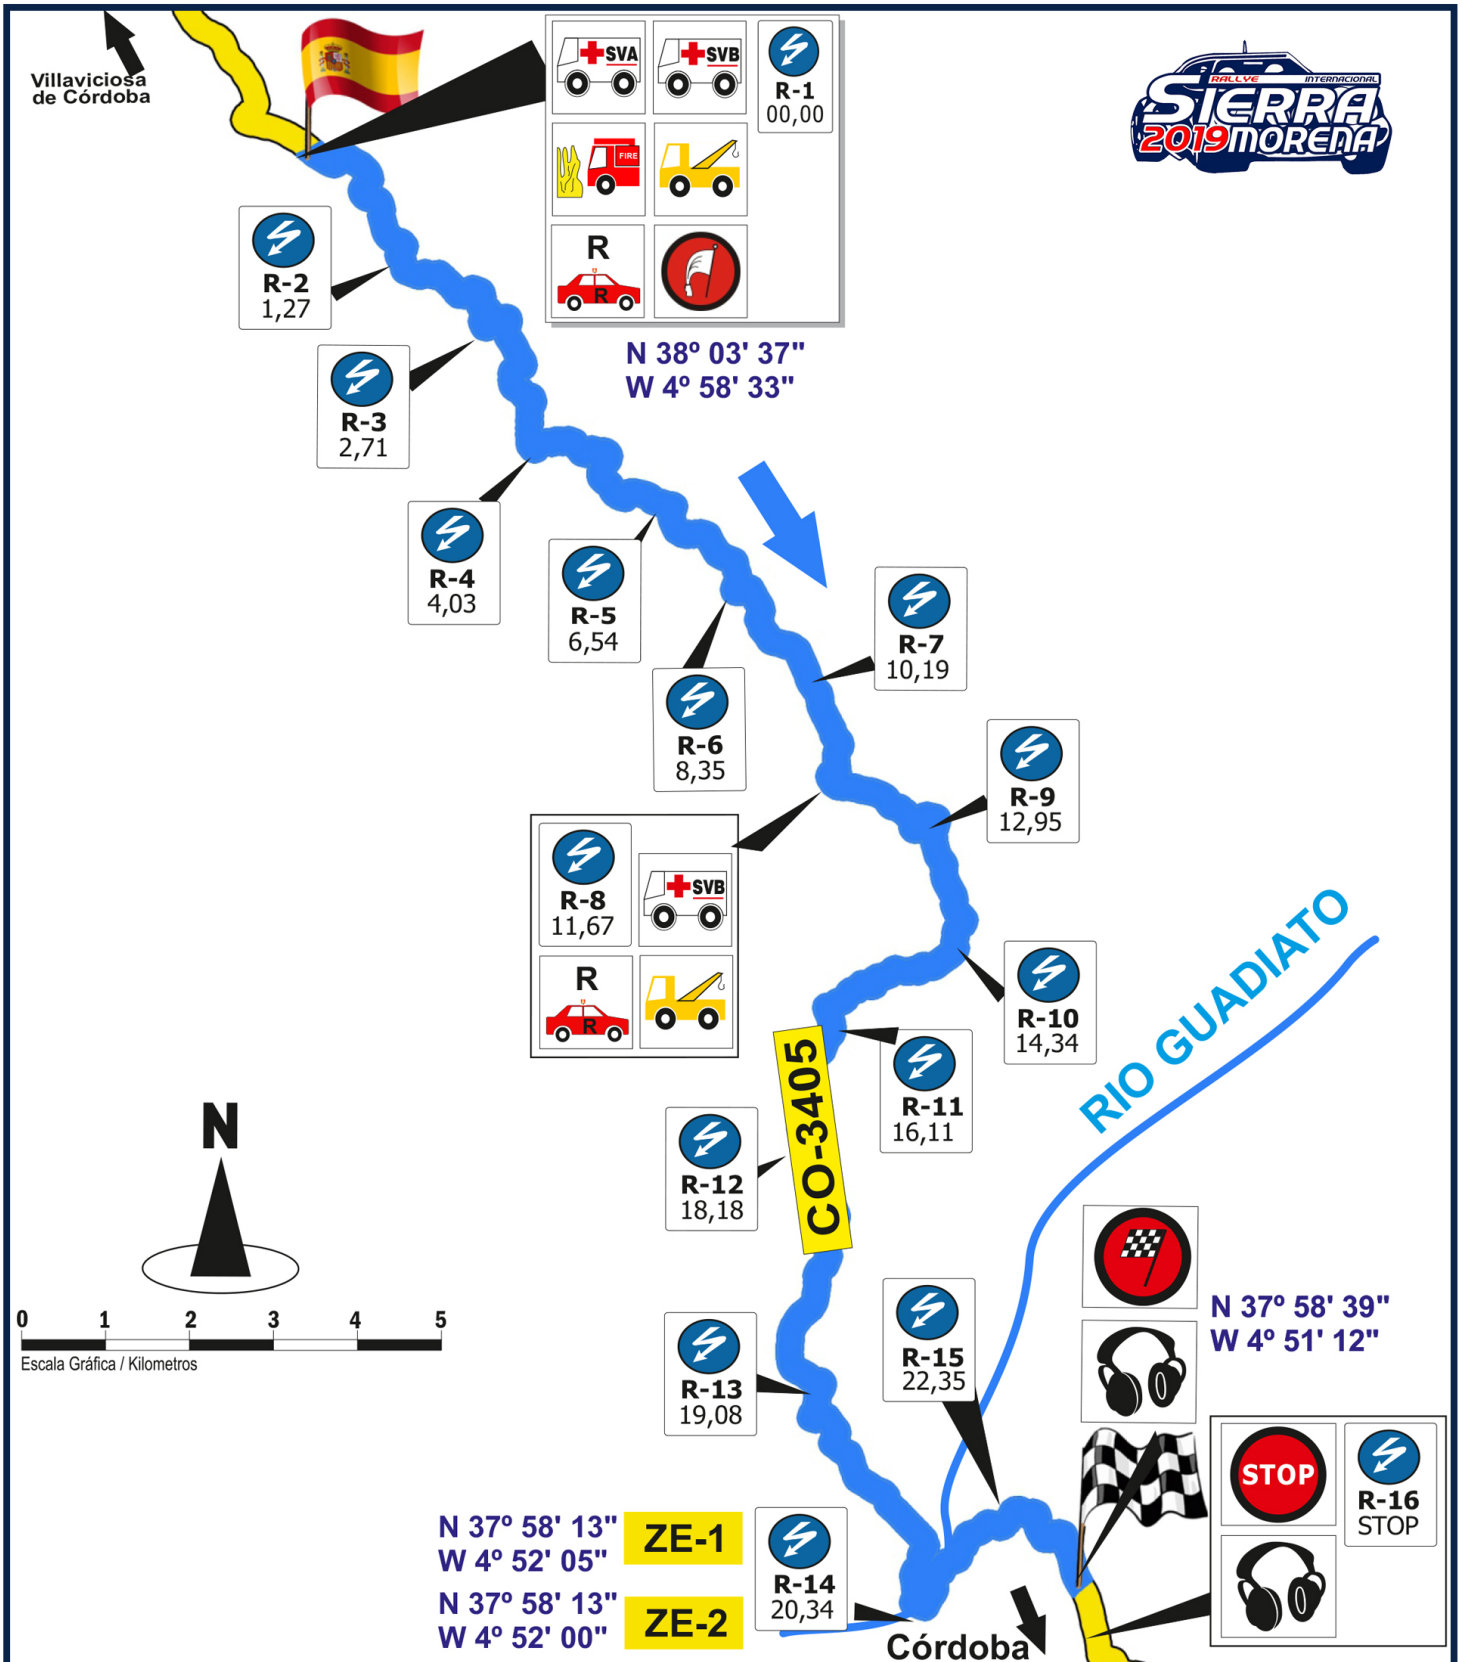 Villaviciosa
de Córdoba
SVA
SVB
R-1
00,00
FIRE
R
R
RALLYE INTERNACIONAL
SIERRA
2019 MORENA
N 38º 03' 37"
W 4º 58' 33"
R-2
1,27
R-3
2,71
R-4
4,03
R-5
6,54
R-6
8,35
R-7
10,19
R-8
11,67
SVB
R
R
R-9
12,95
R-10
14,34
R-11
16,11
RIO GUADIATO
CO-3405
R-12
18,18
N
0 1 2 3 4 5
Escala Gráfica / Kilometros
R-13
19,08
R-15
22,35
N 37º 58' 39"
W 4º 51' 12"
STOP
R-16
STOP
N 37º 58' 13"
W 4º 52' 05"
ZE-1
N 37º 58' 13"
W 4º 52' 00"
ZE-2
R-14
20,34
Córdoba